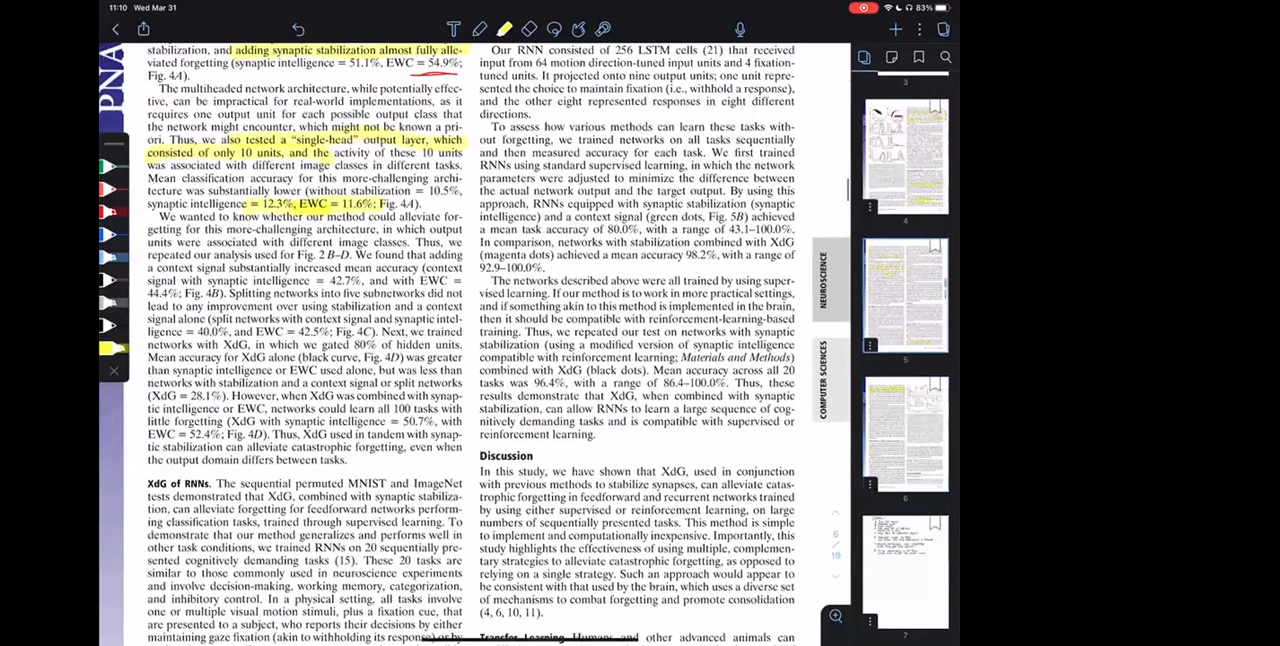 11:10 Wed Mar 31
83%
PNA
stabilization, and adding synaptic stabilization almost fully alle-
viated forgetting (synaptic intelligence = 51.1%, EWC = 54.9%;
Fig. 4A).
The multiheaded network architecture, while potentially effec-
tive, can be impractical for real-world implementations, as it
requires one output unit for each possible output class that
the network might encounter, which might not be known a pri-
ori. Thus, we also tested a "single-head" output layer, which
consisted of only 10 units, and the activity of these 10 units
was associated with different image classes in different tasks.
Mean classification accuracy for this more-challenging archi-
tecture was substantially lower (without stabilization = 10.5%,
synaptic = 12.3%, EWC = 11.6%; Fig. 4A).
We wanted to know whether our method could alleviate for-
getting for this more-challenging architecture, in which output
units were associated with different image classes. Thus, we
repeated the analysis used for Fig. 2 B–D. We found that adding
a context signal substantially increased mean accuracy (context
signal with synaptic intelligence = 42.7%, with EWC =
44.4%; Fig. 4B). Splitting networks into five subnetworks did not
lead to any improvement over using stabilization and a context
signal alone (split networks with context signal and synaptic intel-
ligence = 40.0%, and EWC = 42.5%; Fig. 4C). Next, we trained
networks with XdG, in which we gated 80% of hidden units.
Mean accuracy for XdG alone (black curve, Fig. 4D) was greater
than synaptic intelligence or EWC used alone, but was less than
networks with stabilization and a context signal or split networks
(XdG = 28.1%). However, when XdG was combined with synap-
tic intelligence or EWC, networks could learn all 100 tasks with
little forgetting (XdG with synaptic intelligence = 50.7%, with
EWC = 52.4%; Fig. 4D). Thus, XdG used in tandem with synap-
tic stabilization can alleviate catastrophic forgetting, even when
the output domain differs between tasks.
XdG on RNNs. The sequential permuted MNIST and ImageNet
tests demonstrated that XdG, combined with synaptic stabiliza-
tion, can alleviate forgetting for feedforward networks perform-
ing classification tasks, trained through supervised learning. To
demonstrate that our method generalizes and performs well in
other task conditions, we trained RNNs on 20 sequentially pre-
sented cognitively demanding tasks (15). These 20 tasks are
similar to those commonly used in neuroscience experiments
and involve decision-making, working memory, categorization,
and inhibitory control. In a physical setting, all tasks involve
one or multiple visual motion stimuli, plus a fixation cue, that
are presented to a subject, who reports their decisions by either
maintaining gaze fixation (akin to withholding its response) or by
Our RNN consisted of 256 LSTM cells (21) that received
input from 64 motion direction-tuned input units and 4 fixation-
tuned units. It projected onto nine output units; one unit repre-
sented the choice to maintain fixation (i.e., withhold a response),
and the other eight represented responses in eight different
directions.
To assess how various methods can learn these tasks with-
out forgetting, we trained networks on all tasks sequentially
and then measured accuracy for each task. We first trained
RNNs using standard supervised learning, in which the network
parameters were adjusted to minimize the difference between
the actual network output and the target output. By using this
approach, RNNs equipped with synaptic stabilization (synaptic
intelligence) and a context signal (green dots, Fig. 5B) achieved
a mean task accuracy of 80.0%, with a range of 43.1–100.0%.
In comparison, networks with stabilization combined with XdG
(magenta dots) achieved a mean accuracy 98.2%, with a range of
92.9–100.0%.
The networks described above were all trained by using super-
vised learning. If our method is to work in more practical settings,
and if something akin to this method is implemented in the brain,
then it should be compatible with reinforcement-learning-based
training. Thus, we repeated our test on networks with synaptic
stabilization (using a modified version of synaptic intelligence
compatible with reinforcement learning; Materials and Methods)
combined with XdG (black dots). Mean accuracy across all 20
tasks was 96.4%, with a range of 86.4–100.0%. Thus, these
results demonstrate that XdG, when combined with synaptic
stabilization, can allow RNNs to learn a large sequence of cog-
nitively demanding tasks and is compatible with supervised or
reinforcement learning.
Discussion
In this study, we have shown that XdG, used in conjunction
with previous methods to stabilize synapses, can alleviate catas-
trophic forgetting in feedforward and recurrent networks trained
by using either supervised or reinforcement learning, on large
numbers of sequentially presented tasks. This method is simple
to implement and computationally inexpensive. Importantly, this
study highlights the effectiveness of using multiple, complemen-
tary strategies to alleviate catastrophic forgetting, as opposed to
relying on a single strategy. Such an approach would appear to
be consistent with that used by the brain, which uses a diverse set
of mechanisms to combat forgetting and promote consolidation
(4, 6, 10, 11).
Transfer Learning. Humans and other advanced animals can
NEUROSCIENCE
COMPUTER SCIENCES
6
19
3
4
5
6
7